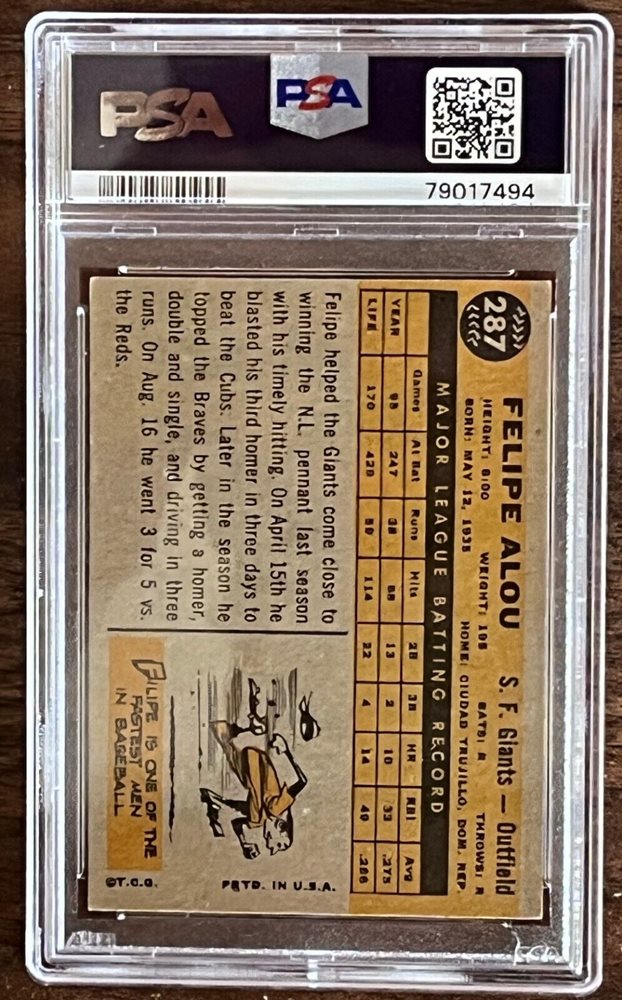 PSA
PSA
79017494
287
FELIPE ALOU
S. F. Giants — Outfield
HEIGHT: 6:00 WEIGHT: 195 BATS: R THROWS: R
BORN: MAY 12, 1935 HOME: CIUDAD TRUJILLO, DOM. REP.
MAJOR LEAGUE BATTING RECORD
Games At Bat Runs Hits 2B 3B HR RBI Avg
YEAR 95 247 38 68 13 2 10 33 .275
LIFE 170 429 59 114 22 4 14 49 .266
Felipe helped the Giants come close to
winning the N.L. pennant last season
with his timely hitting. On April 15th he
blasted his third homer in three days to
beat the Cubs. Later in the season he
topped the Braves by getting a homer,
double and single, and driving in three
runs. On Aug. 16 he went 3 for 5 vs.
the Reds.
FILIPE IS ONE OF THE
FASTEST MEN
IN BASEBALL
©T.C.G. PRTD. IN U.S.A.